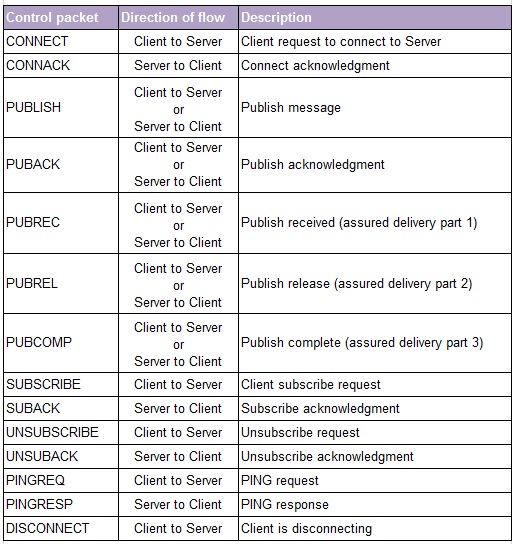 Control packet Direction of flow Description
CONNECT Client to Server Client request to connect to Server
CONNACK Server to Client Connect acknowledgment
PUBLISH Client to Server or Server to Client Publish message
PUBACK Client to Server or Server to Client Publish acknowledgment
PUBREC Client to Server or Server to Client Publish received (assured delivery part 1)
PUBREL Client to Server or Server to Client Publish release (assured delivery part 2)
PUBCOMP Client to Server or Server to Client Publish complete (assured delivery part 3)
SUBSCRIBE Client to Server Client subscribe request
SUBACK Server to Client Subscribe acknowledgment
UNSUBSCRIBE Client to Server Unsubscribe request
UNSUBACK Server to Client Unsubscribe acknowledgment
PINGREQ Client to Server PING request
PINGRESP Server to Client PING response
DISCONNECT Client to Server Client is disconnecting